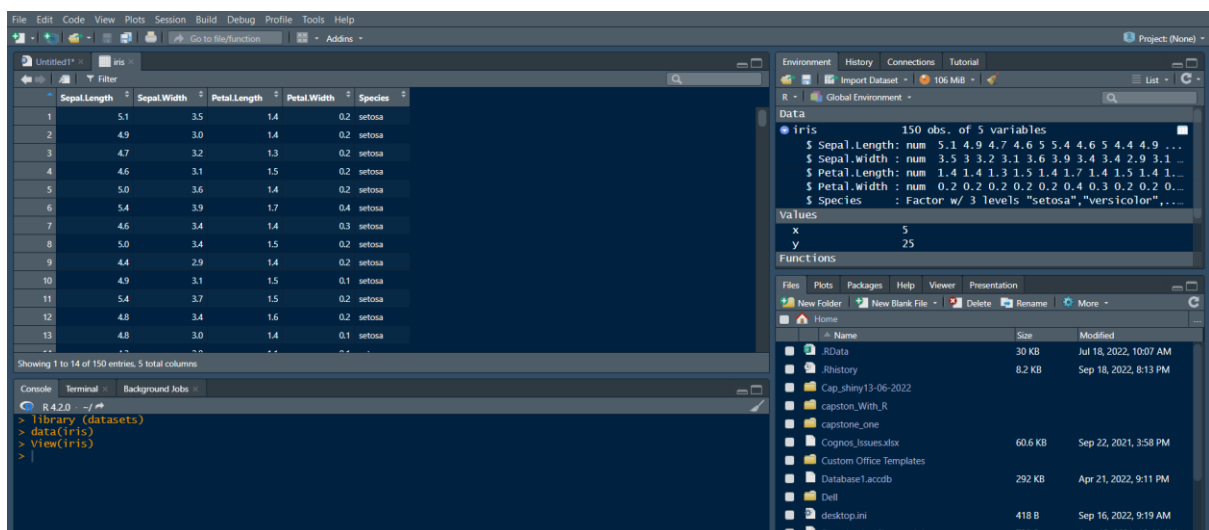 File Edit Code View Plots Session Build Debug Profile Tools Help
Go to file/function Addins Project: (None)
Untitled1* iris
Filter
Sepal.Length Sepal.Width Petal.Length Petal.Width Species
1 5.1 3.5 1.4 0.2 setosa
2 4.9 3.0 1.4 0.2 setosa
3 4.7 3.2 1.3 0.2 setosa
4 4.6 3.1 1.5 0.2 setosa
5 5.0 3.6 1.4 0.2 setosa
6 5.4 3.9 1.7 0.4 setosa
7 4.6 3.4 1.4 0.3 setosa
8 5.0 3.4 1.5 0.2 setosa
9 4.4 2.9 1.4 0.2 setosa
10 4.9 3.1 1.5 0.1 setosa
11 5.4 3.7 1.5 0.2 setosa
12 4.8 3.4 1.6 0.2 setosa
13 4.8 3.0 1.4 0.1 setosa
Showing 1 to 14 of 150 entries, 5 total columns
Console Terminal Background Jobs
R 4.2.0 · ~/
> library (datasets)
> data(iris)
> View(iris)
>
Environment History Connections Tutorial
Import Dataset 106 MiB List
R Global Environment
Data
iris 150 obs. of 5 variables
$ Sepal.Length: num 5.1 4.9 4.7 4.6 5 5.4 4.6 5 4.4 4.9 ...
$ Sepal.Width : num 3.5 3 3.2 3.1 3.6 3.9 3.4 3.4 2.9 3.1 …
$ Petal.Length: num 1.4 1.4 1.3 1.5 1.4 1.7 1.4 1.5 1.4 1.…
$ Petal.Width : num 0.2 0.2 0.2 0.2 0.2 0.4 0.3 0.2 0.2 0.…
$ Species : Factor w/ 3 levels "setosa","versicolor",..…
Values
x 5
y 25
Functions
Files Plots Packages Help Viewer Presentation
New Folder New Blank File Delete Rename More
Home
Name Size Modified
.RData 30 KB Jul 18, 2022, 10:07 AM
.Rhistory 8.2 KB Sep 18, 2022, 8:13 PM
Cap_shiny13-06-2022
capston_With_R
capstone_one
Cognos_Issues.xlsx 60.6 KB Sep 22, 2021, 3:58 PM
Custom Office Templates
Database1.accdb 292 KB Apr 21, 2022, 9:11 PM
Dell
desktop.ini 418 B Sep 16, 2022, 9:19 AM